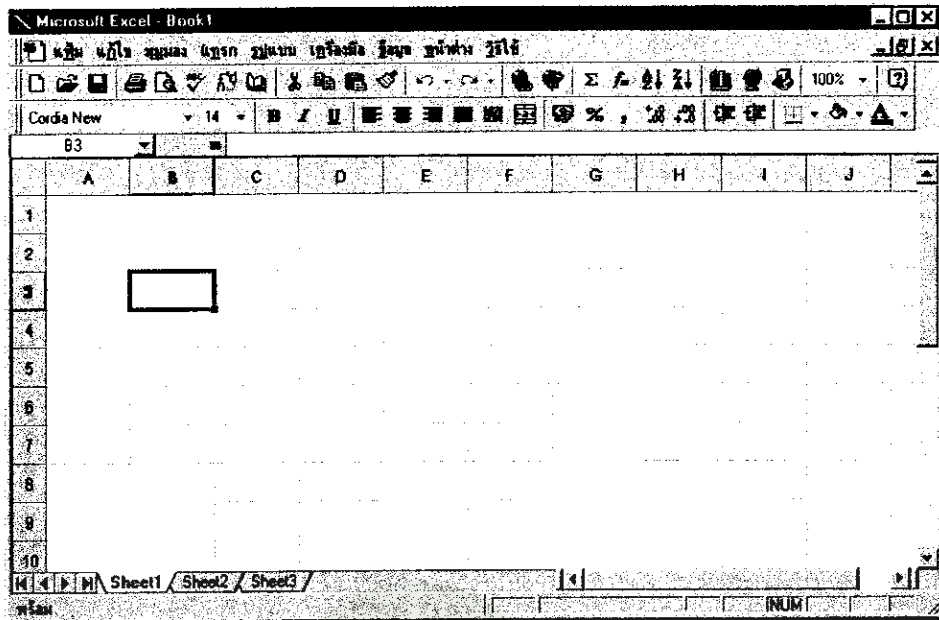 Microsoft Excel - Book1
แฟ้ม แก้ไข มุมมอง แทรก รูปแบบ เครื่องมือ ข้อมูล หน้าต่าง วิธีใช้
100%
Cordia New 14 B I U % ,
B3 =
A B C D E F G H I J
1
2
3
4
5
6
7
8
9
10
Sheet1 Sheet2 Sheet3
พร้อม NUM